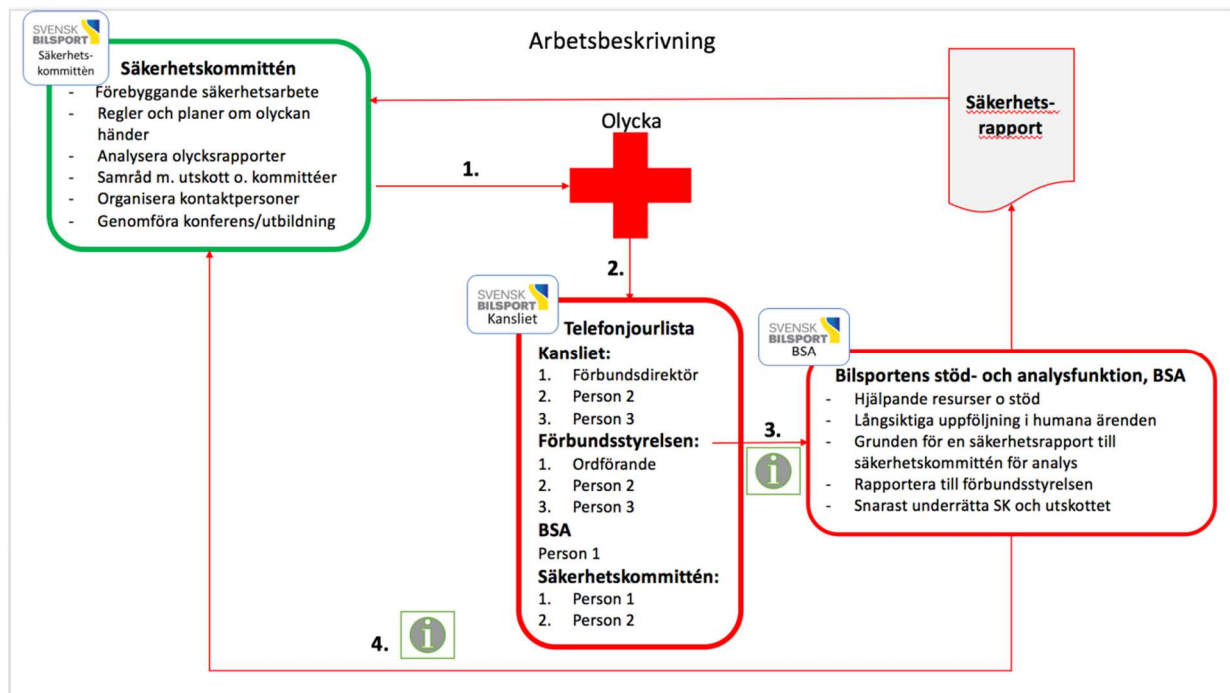 Arbetsbeskrivning
SVENSK
BILSPORT
Säkerhets-
kommittèn
Säkerhetskommittén
- Förebyggande säkerhetsarbete
- Regler och planer om olyckan
händer
- Analysera olycksrapporter
- Samråd m. utskott o. kommittéer
- Organisera kontaktpersoner
- Genomföra konferens/utbildning
1.
Olycka
Säkerhets-
rapport
2.
SVENSK
BILSPORT
Kansliet
Telefonjourlista
Kansliet:
1. Förbundsdirektör
2. Person 2
3. Person 3
Förbundsstyrelsen:
1. Ordförande
2. Person 2
3. Person 3
BSA
Person 1
Säkerhetskommittén:
1. Person 1
2. Person 2
3.
i
SVENSK
BILSPORT
BSA
Bilsportens stöd- och analysfunktion, BSA
- Hjälpande resurser o stöd
- Långsiktiga uppföljning i humana ärenden
- Grunden för en säkerhetsrapport till
säkerhetskommittén för analys
- Rapportera till förbundsstyrelsen
- Snarast underrätta SK och utskottet
4.
i